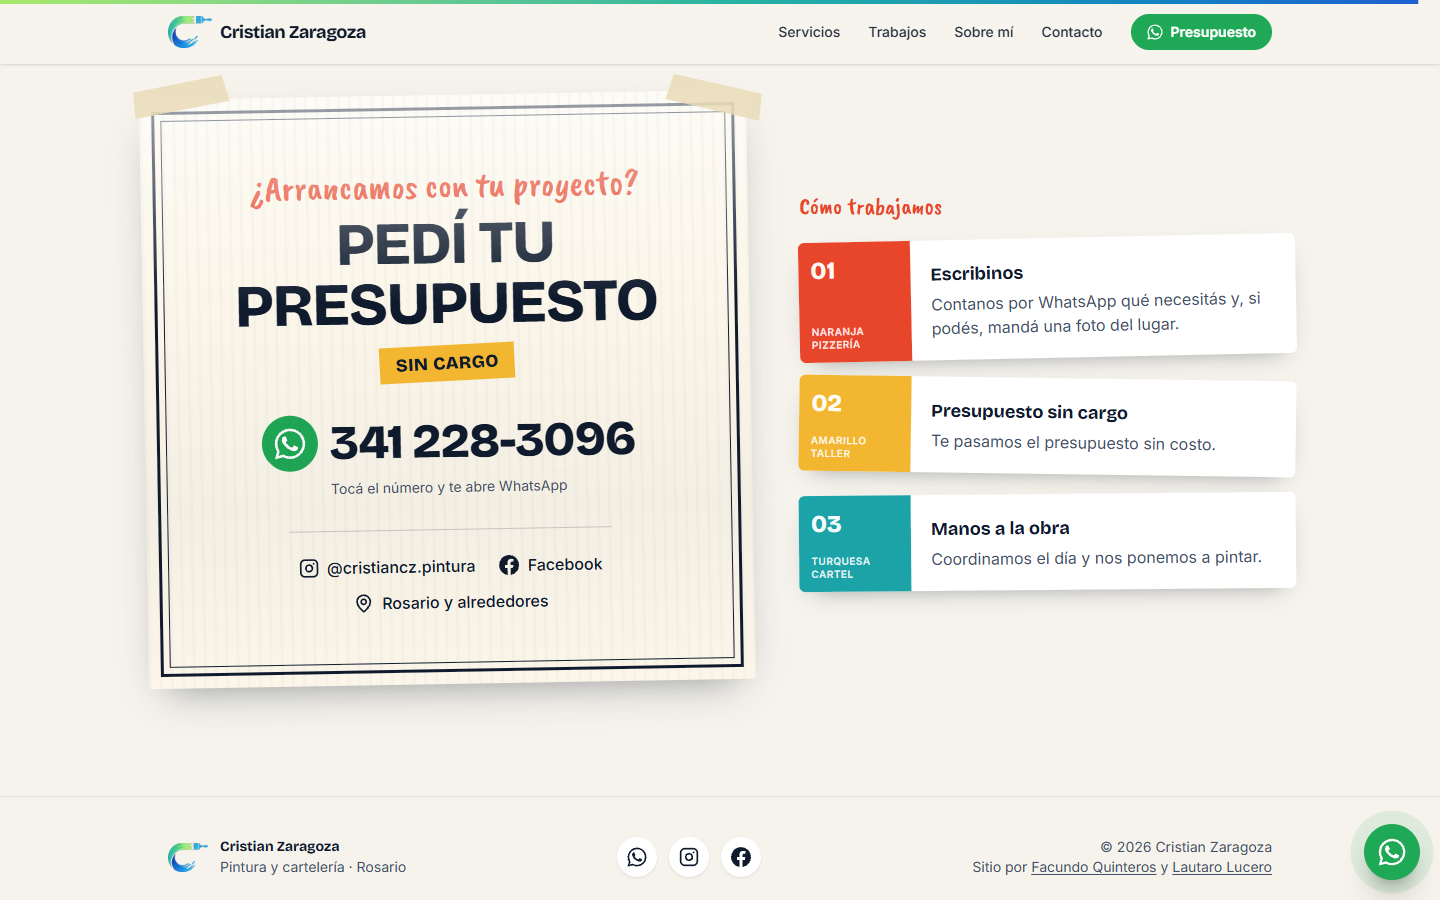 Cristian Zaragoza
Servicios
Trabajos
Sobre mí
Contacto
Presupuesto
¿Arrancamos con tu proyecto?
PEDÍ TU
PRESUPUESTO
SIN CARGO
341 228-3096
Tocá el número y te abre WhatsApp
@cristiancz.pintura
Facebook
Rosario y alrededores
Cómo trabajamos
01
NARANJA
PIZZERÍA
Escribinos
Contanos por WhatsApp qué necesitás y, si
podés, mandá una foto del lugar.
02
AMARILLO
TALLER
Presupuesto sin cargo
Te pasamos el presupuesto sin costo.
03
TURQUESA
CARTEL
Manos a la obra
Coordinamos el día y nos ponemos a pintar.
Cristian Zaragoza
Pintura y cartelería · Rosario
© 2026 Cristian Zaragoza
Sitio por Facundo Quinteros y Lautaro Lucero